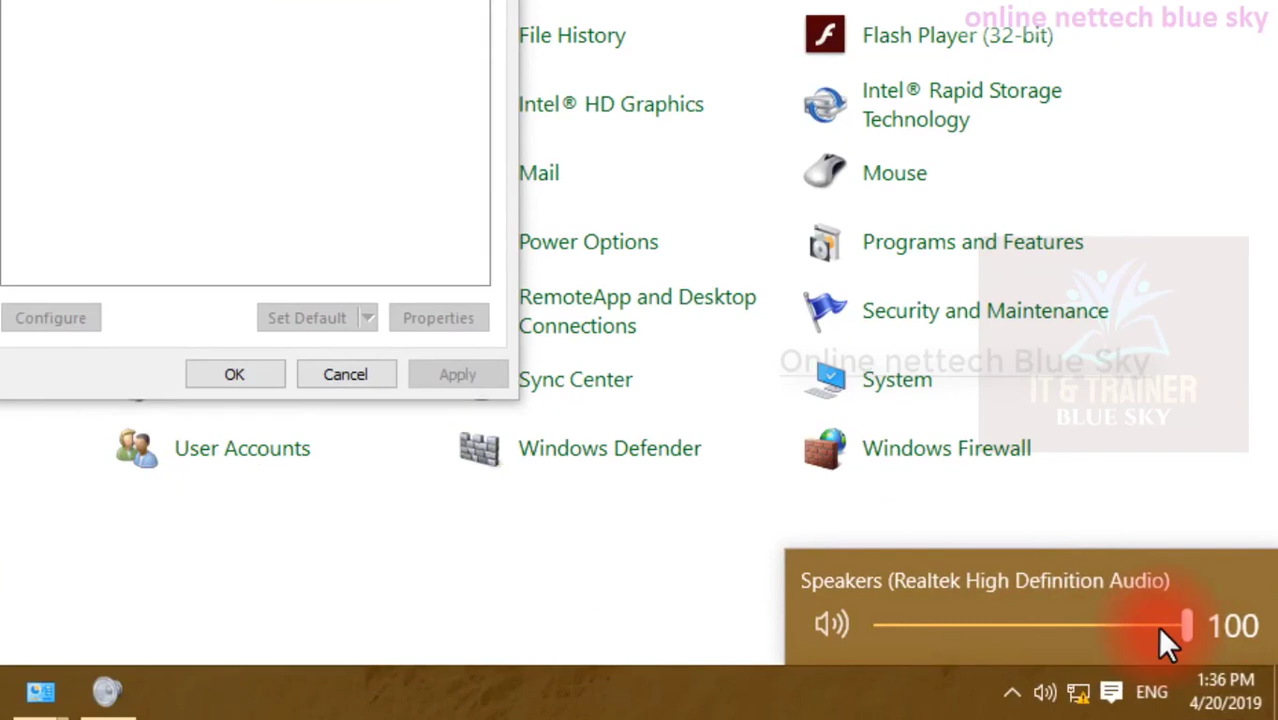 online nettech blue sky
File History
Flash Player (32-bit)
Intel® HD Graphics
Intel® Rapid Storage
Technology
Mail
Mouse
Power Options
Programs and Features
Configure
Set Default
Properties
RemoteApp and Desktop
Connections
Security and Maintenance
Online nettech Blue Sky
OK
Cancel
Apply
Sync Center
System
IT & TRAINER
BLUE SKY
User Accounts
Windows Defender
Windows Firewall
Speakers (Realtek High Definition Audio)
100
ENG
1:36 PM
4/20/2019